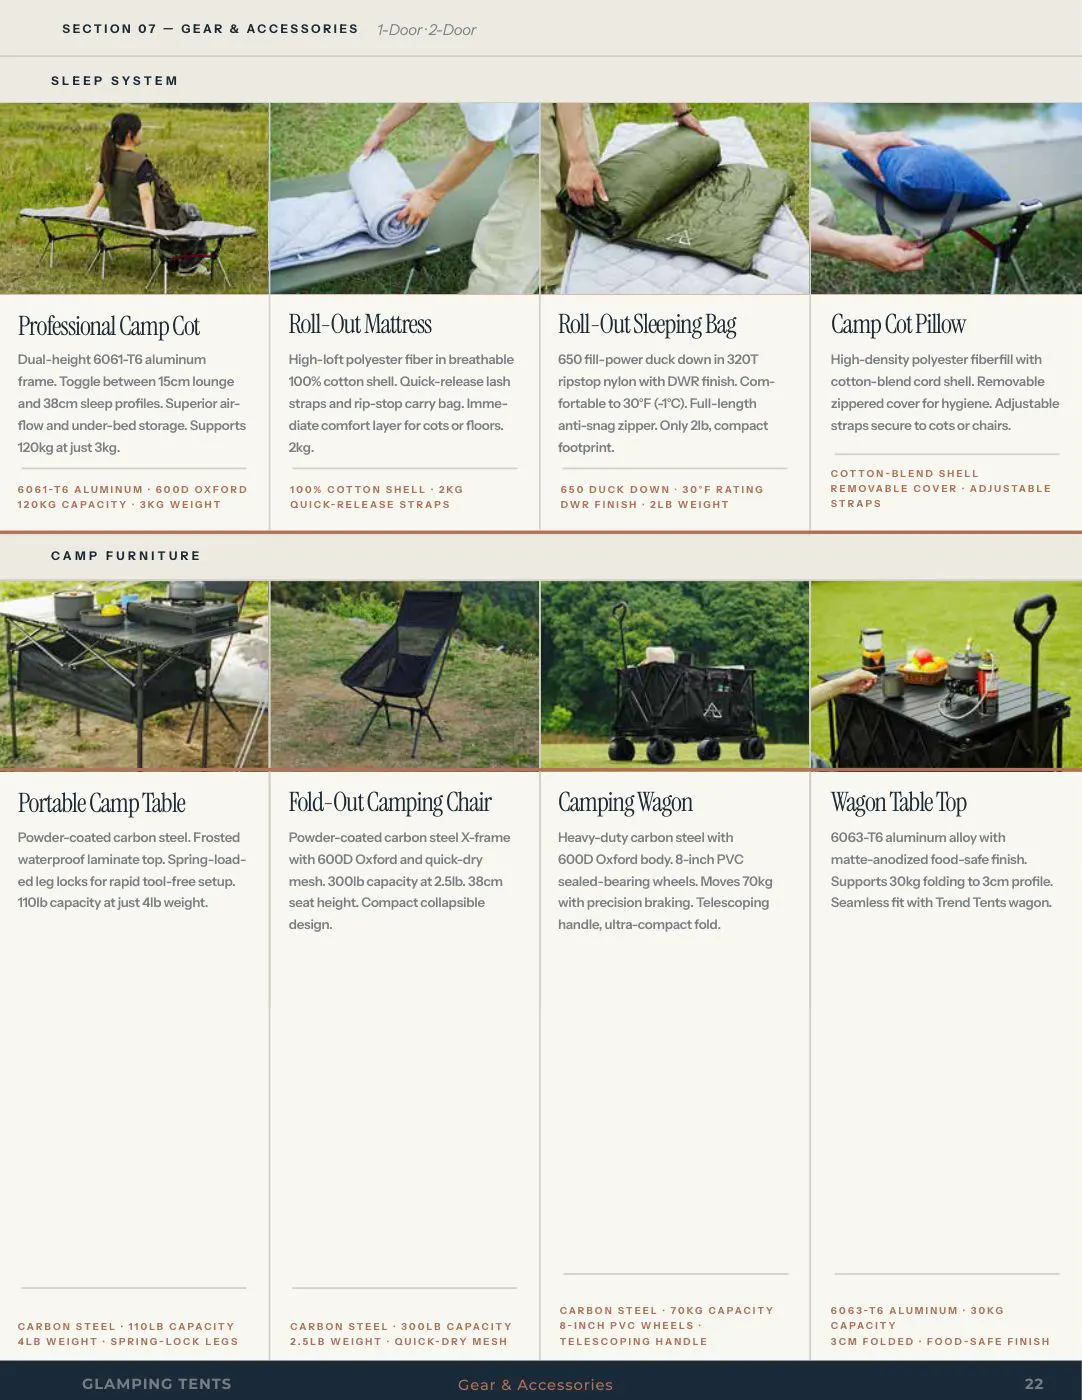 SECTION 07 — GEAR & ACCESSORIES 1-Door·2-Door
SLEEP SYSTEM
Professional Camp Cot
Dual-height 6061-T6 aluminum
frame. Toggle between 15cm lounge
and 38cm sleep profiles. Superior air-
flow and under-bed storage. Supports
120kg at just 3kg.
6061-T6 ALUMINUM · 600D OXFORD
120KG CAPACITY · 3KG WEIGHT
Roll-Out Mattress
High-loft polyester fiber in breathable
100% cotton shell. Quick-release lash
straps and rip-stop carry bag. Imme-
diate comfort layer for cots or floors.
2kg.
100% COTTON SHELL · 2KG
QUICK-RELEASE STRAPS
Roll-Out Sleeping Bag
650 fill-power duck down in 320T
ripstop nylon with DWR finish. Com-
fortable to 30°F (-1°C). Full-length
anti-snag zipper. Only 2lb, compact
footprint.
650 DUCK DOWN · 30°F RATING
DWR FINISH · 2LB WEIGHT
Camp Cot Pillow
High-density polyester fiberfill with
cotton-blend cord shell. Removable
zippered cover for hygiene. Adjustable
straps secure to cots or chairs.
COTTON-BLEND SHELL
REMOVABLE COVER · ADJUSTABLE
STRAPS
CAMP FURNITURE
Portable Camp Table
Powder-coated carbon steel. Frosted
waterproof laminate top. Spring-load-
ed leg locks for rapid tool-free setup.
110lb capacity at just 4lb weight.
CARBON STEEL · 110LB CAPACITY
4LB WEIGHT · SPRING-LOCK LEGS
Fold-Out Camping Chair
Powder-coated carbon steel X-frame
with 600D Oxford and quick-dry
mesh. 300lb capacity at 2.5lb. 38cm
seat height. Compact collapsible
design.
CARBON STEEL · 300LB CAPACITY
2.5LB WEIGHT · QUICK-DRY MESH
Camping Wagon
Heavy-duty carbon steel with
600D Oxford body. 8-inch PVC
sealed-bearing wheels. Moves 70kg
with precision braking. Telescoping
handle, ultra-compact fold.
CARBON STEEL · 70KG CAPACITY
8-INCH PVC WHEELS ·
TELESCOPING HANDLE
Wagon Table Top
6063-T6 aluminum alloy with
matte-anodized food-safe finish.
Supports 30kg folding to 3cm profile.
Seamless fit with Trend Tents wagon.
6063-T6 ALUMINUM · 30KG
CAPACITY
3CM FOLDED · FOOD-SAFE FINISH
GLAMPING TENTS
Gear & Accessories
22